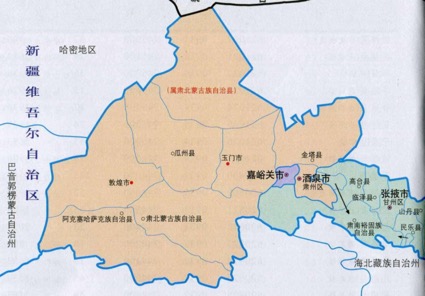 新疆维吾尔自治区
哈密地区
巴音郭楞蒙古自治州
(属肃北蒙古族自治县)
瓜州县
玉门市
金塔县
嘉峪关市
酒泉市
肃州区
敦煌市
高台县
张掖市
临泽县
甘州区
山丹县
阿克塞哈萨克族自治县
肃北蒙古族自治县
肃南裕固族
自治县
民乐县
海北藏族自治州